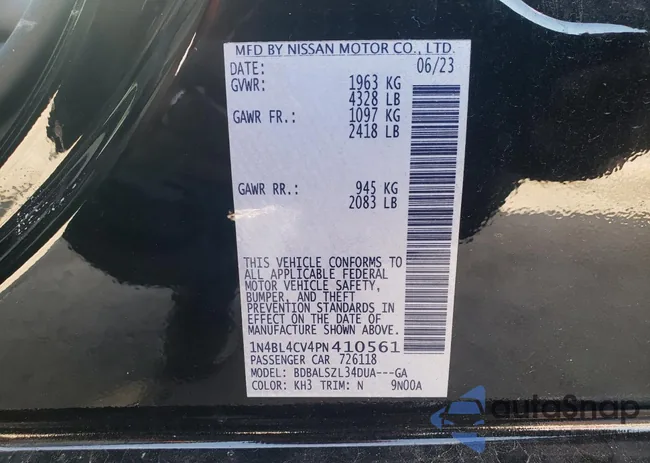 MFD BY NISSAN MOTOR CO., LTD.
DATE: 06/23
GVWR: 1963 KG
4328 LB
GAWR FR.: 1097 KG
2418 LB
GAWR RR.: 945 KG
2083 LB
THIS VEHICLE CONFORMS TO
ALL APPLICABLE FEDERAL
MOTOR VEHICLE SAFETY,
BUMPER, AND THEFT
PREVENTION STANDARDS IN
EFFECT ON THE DATE OF
MANUFACTURE SHOWN ABOVE.
1N4BL4CV4PN410561
PASSENGER CAR 726118
MODEL: BDBALSZL34DUA---GA
COLOR: KH3 TRIM: N 9N00A
autoSnap